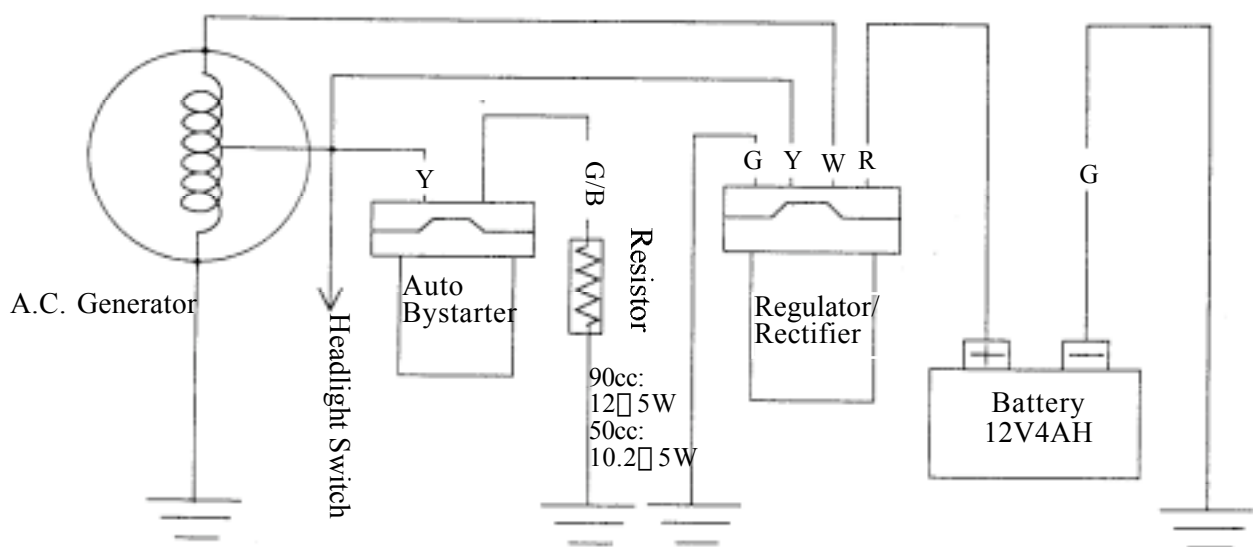 G Y W R
Y
G/B
G
A.C. Generator
Headlight Switch
Auto
Bystarter
Resistor
90cc:
12▯ 5W
50cc:
10.2▯ 5W
Regulator/
Rectifier
+ −
Battery
12V4AH